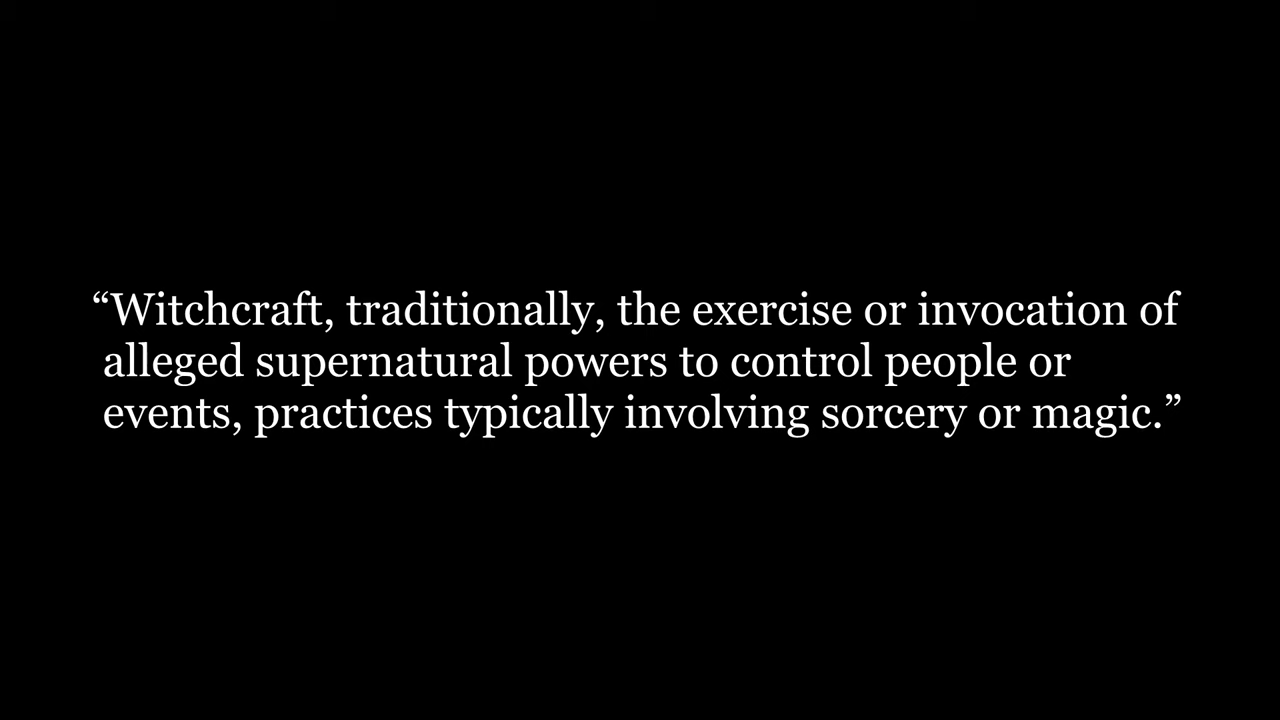 “Witchcraft, traditionally, the exercise or invocation of
alleged supernatural powers to control people or
events, practices typically involving sorcery or magic.”